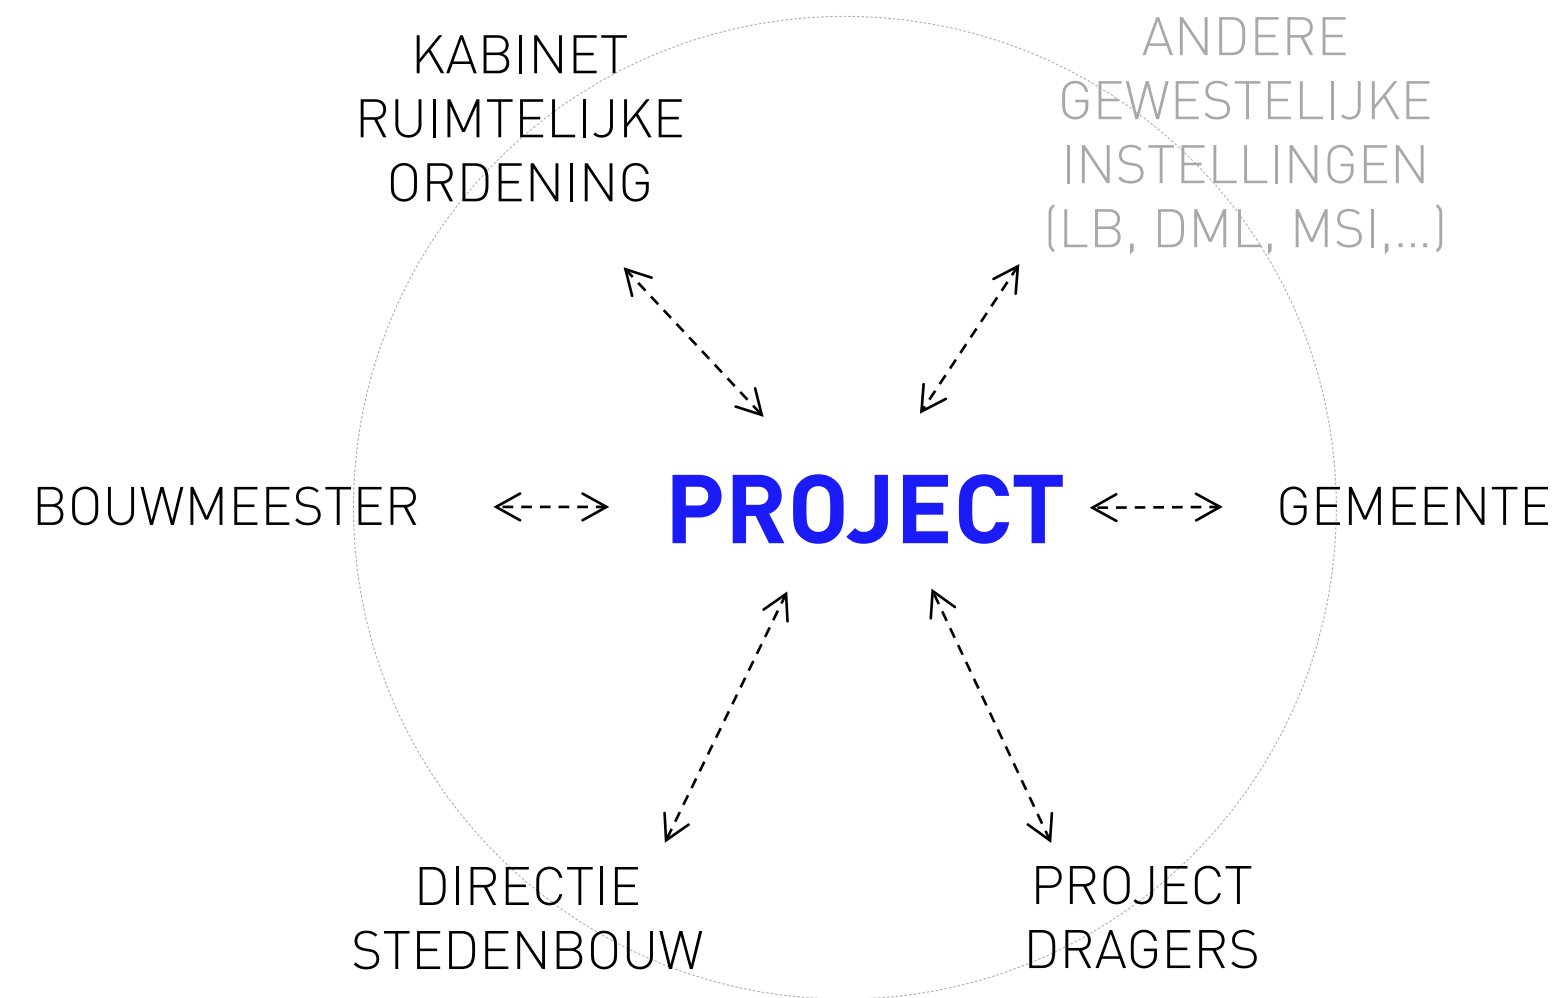 KABINET
RUIMTELIJKE
ORDENING
ANDERE
GEWESTELIJKE
INSTELLINGEN
(LB, DML, MSI,...)
BOUWMEESTER
PROJECT
GEMEENTE
DIRECTIE
STEDENBOUW
PROJECT
DRAGERS